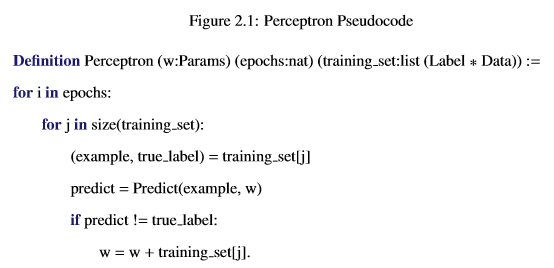 Figure 2.1: Perceptron Pseudocode
Definition Perceptron (w:Params) (epochs:nat) (training_set:list (Label * Data)) :=
for i in epochs:
for j in size(training_set):
(example, true_label) = training_set[j]
predict = Predict(example, w)
if predict != true_label:
w = w + training_set[j].